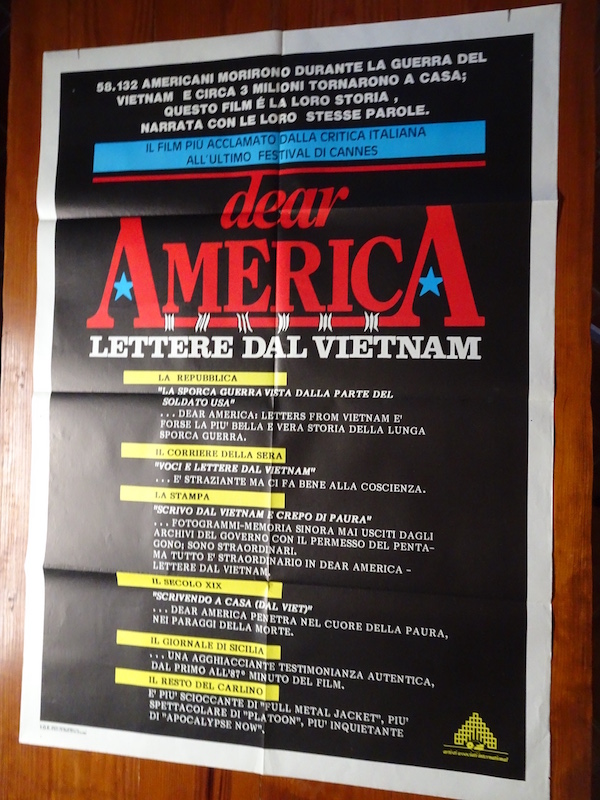 58.132 AMERICANI MORIRONO DURANTE LA GUERRA DEL
VIETNAM E CIRCA 3 MILIONI TORNARONO A CASA;
QUESTO FILM É LA LORO STORIA,
NARRATA CON LE LORO STESSE PAROLE.
IL FILM PIÙ ACCLAMATO DALLA CRITICA ITALIANA
ALL'ULTIMO FESTIVAL DI CANNES
dear
AMERICA
LETTERE DAL VIETNAM
LA REPUBBLICA
"LA SPORCA GUERRA VISTA DALLA PARTE DEL
SOLDATO USA"
...DEAR AMERICA: LETTERS FROM VIETNAM E'
FORSE LA PIU' BELLA E VERA STORIA DELLA LUNGA
SPORCA GUERRA.
IL CORRIERE DELLA SERA
"VOCI E LETTERE DAL VIETNAM"
...E' STRAZIANTE MA CI FA BENE ALLA COSCIENZA.
LA STAMPA
"SCRIVO DAL VIETNAM E CREPO DI PAURA"
...FOTOGRAMMI-MEMORIA SINORA MAI USCITI DAGLI
ARCHIVI DEL GOVERNO CON IL PERMESSO DEL PENTA-
GONO; SONO STRAORDINARI.
MA TUTTO E' STRAORDINARIO IN DEAR AMERICA -
LETTERE DAL VIETNAM.
IL SECOLO XIX
"SCRIVENDO A CASA (DAL VIET)"
...DEAR AMERICA PENETRA NEL CUORE DELLA PAURA,
NEI PARAGGI DELLA MORTE.
IL GIORNALE DI SICILIA
...UNA AGGHIACCIANTE TESTIMONIANZA AUTENTICA,
DAL PRIMO ALL'87° MINUTO DEL FILM.
IL RESTO DEL CARLINO
E' PIU' SCIOCCANTE DI "FULL METAL JACKET", PIU'
SPETTACOLARE DI "PLATOON", PIU' INQUIETANTE
DI "APOCALYPSE NOW".
artisti associati international